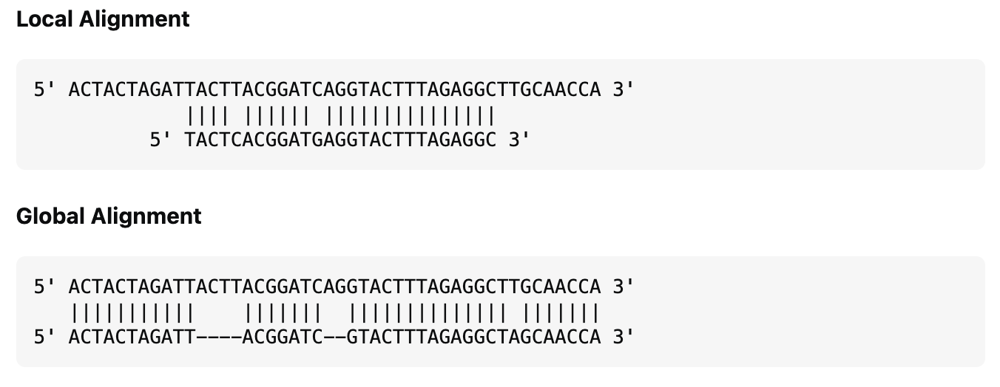 Local Alignment
5' ACTACTAGATTACTTACGGATCAGGTACTTTAGAGGCTTGCAACCA 3'
             |||| |||||| |||||||||||||||
          5' TACTCACGGATGAGGTACTTTAGAGGC 3'
Global Alignment
5' ACTACTAGATTACTTACGGATCAGGTACTTTAGAGGCTTGCAACCA 3'
   |||||||||||    |||||||  |||||||||||||| |||||||
5' ACTACTAGATT----ACGGATC--GTACTTTAGAGGCTAGCAACCA 3'